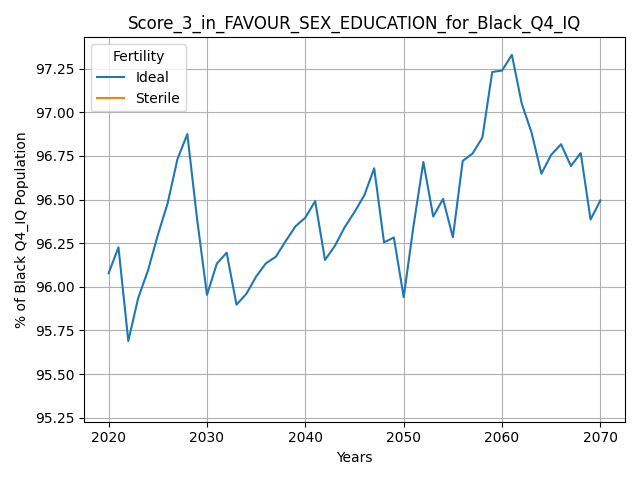 Score_3_in_FAVOUR_SEX_EDUCATION_for_Black_Q4_IQ
Fertility
Ideal
Sterile
% of Black Q4_IQ Population
97.25
97.00
96.75
96.50
96.25
96.00
95.75
95.50
95.25
2020
2030
2040
2050
2060
2070
Years